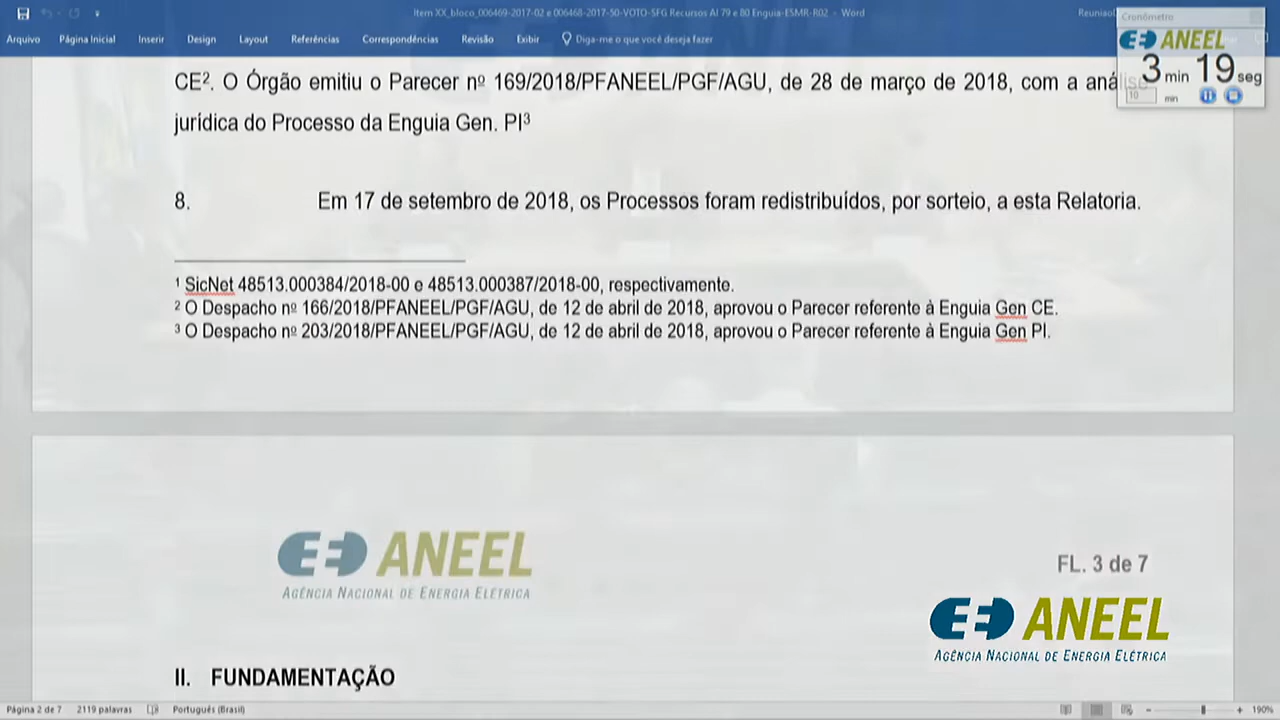 Item XX_bloco_006469-2017-02 e 006468-2017-50-VOTO-SFG Recursos AI 79 e 80 Enguia-ESMR-R02 - Word
Cronômetro
Arquivo Página Inicial Inserir Design Layout Referências Correspondências Revisão Exibir Diga-me o que você deseja fazer
ANEEL
3 min 19 seg
10 min
CE². O Órgão emitiu o Parecer nº 169/2018/PFANEEL/PGF/AGU, de 28 de março de 2018, com a análise
jurídica do Processo da Enguia Gen. PI³
8. Em 17 de setembro de 2018, os Processos foram redistribuídos, por sorteio, a esta Relatoria.
¹ SicNet 48513.000384/2018-00 e 48513.000387/2018-00, respectivamente.
² O Despacho nº 166/2018/PFANEEL/PGF/AGU, de 12 de abril de 2018, aprovou o Parecer referente à Enguia Gen CE.
³ O Despacho nº 203/2018/PFANEEL/PGF/AGU, de 12 de abril de 2018, aprovou o Parecer referente à Enguia Gen PI.
ANEEL
AGÊNCIA NACIONAL DE ENERGIA ELÉTRICA
FL. 3 de 7
ANEEL
AGÊNCIA NACIONAL DE ENERGIA ELÉTRICA
II. FUNDAMENTAÇÃO
Página 2 de 7 2119 palavras Português (Brasil) 190%